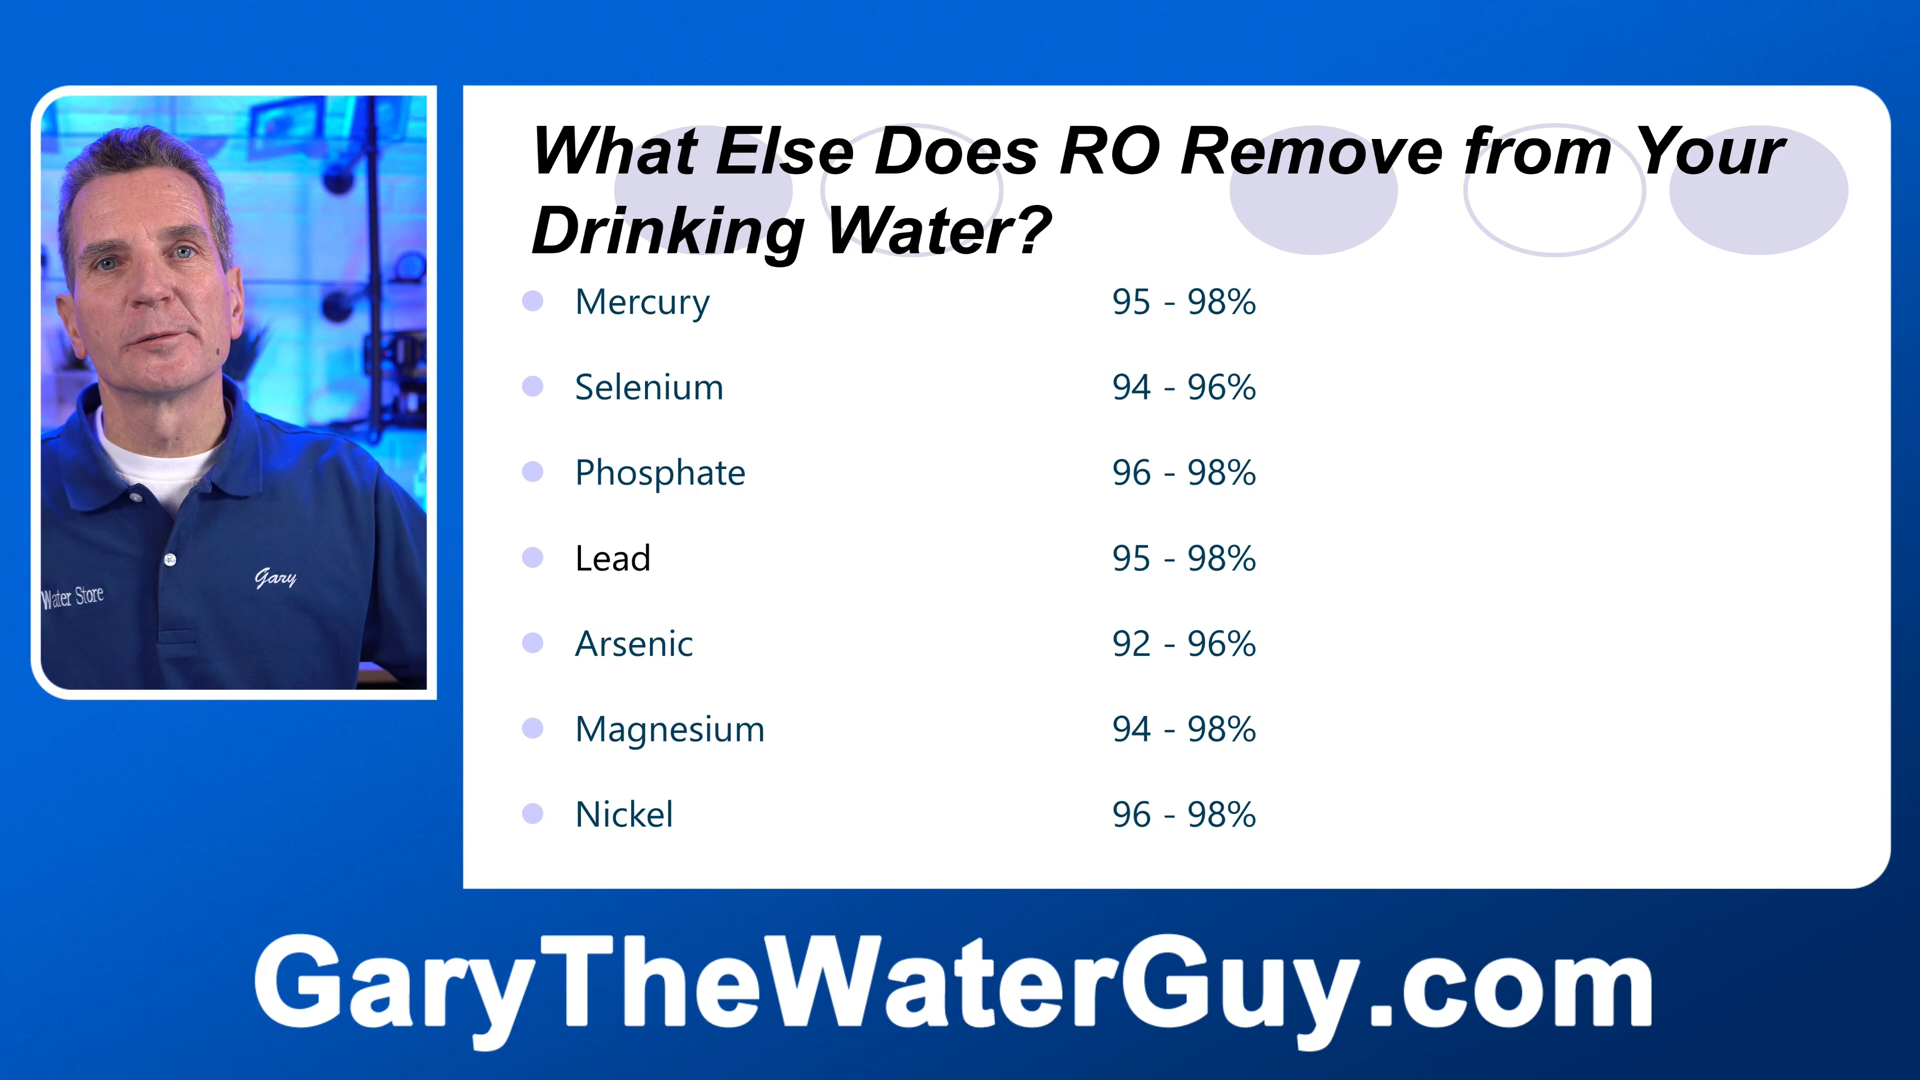 What Else Does RO Remove from Your
Drinking Water?
Mercury 95 - 98%
Selenium 94 - 96%
Phosphate 96 - 98%
Lead 95 - 98%
Arsenic 92 - 96%
Magnesium 94 - 98%
Nickel 96 - 98%
Water Store
Gary
GaryTheWaterGuy.com